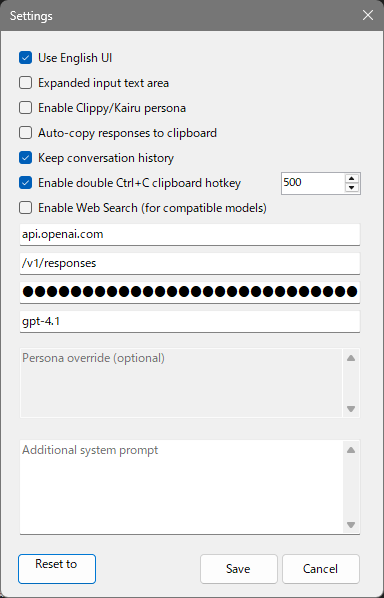 Settings
Use English UI
Expanded input text area
Enable Clippy/Kairu persona
Auto-copy responses to clipboard
Keep conversation history
Enable double Ctrl+C clipboard hotkey 500
Enable Web Search (for compatible models)
api.openai.com
/v1/responses
●●●●●●●●●●●●●●●●●●●●●●●●●●●●
gpt-4.1
Persona override (optional)
Additional system prompt
Reset to Save Cancel